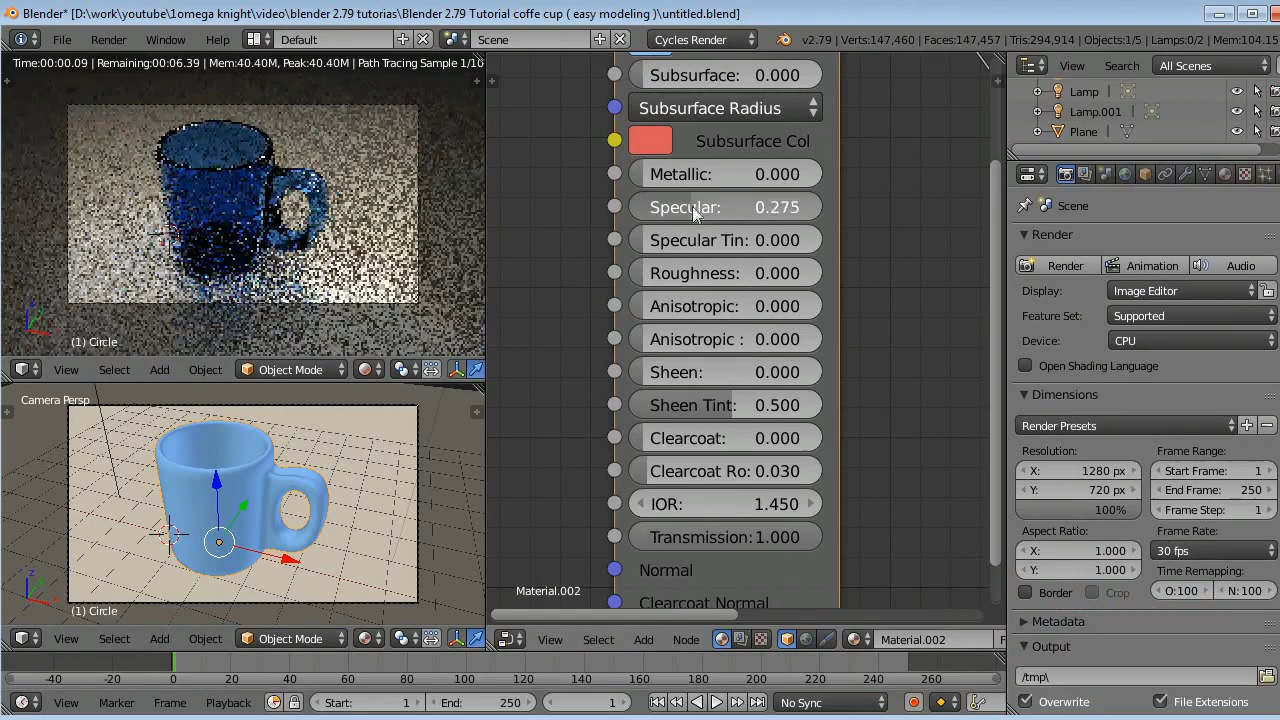 Blender* [D:\work\youtube\1omega knight\video\blender 2.79 tutorias\Blender 2.79 Tutorial coffe cup ( easy modeling )\untitled.blend]
File Render Window Help Default Scene Cycles Render v2.79 | Verts:147,460 | Faces:147,457 | Tris:294,914 | Objects:1/5 | Lamps:0/2 | Mem:104.15
Time:00:00.09 | Remaining:00:06.39 | Mem:40.40M, Peak:40.40M | Path Tracing Sample 1/10
(1) Circle
View Select Add Object Object Mode
Camera Persp
(1) Circle
View Select Add Object Object Mode
Subsurface: 0.000
Subsurface Radius
Subsurface Col
Metallic: 0.000
Specular: 0.275
Specular Tin: 0.000
Roughness: 0.000
Anisotropic: 0.000
Anisotropic : 0.000
Sheen: 0.000
Sheen Tint: 0.500
Clearcoat: 0.000
Clearcoat Ro: 0.030
IOR: 1.450
Transmission: 1.000
Normal
Clearcoat Normal
Material.002
View Select Add Node Material.002 F
View Search All Scenes
Lamp
Lamp.001
Plane
Scene
Render
Render Animation Audio
Display: Image Editor
Feature Set: Supported
Device: CPU
Open Shading Language
Dimensions
Render Presets
Resolution: Frame Range:
X: 1280 px Start Frame: 1
Y: 720 px End Frame: 250
100% Frame Step: 1
Aspect Ratio: Frame Rate:
X: 1.000 30 fps
Y: 1.000 Time Remapping:
Border Crop O:100 N:100
Metadata
Output
/tmp\
Overwrite File Extensions
-40 -20 0 20 40 60 80 100 120 140 160 180 200 220 240 260
View Marker Frame Playback Start: 1 End: 250 1 No Sync